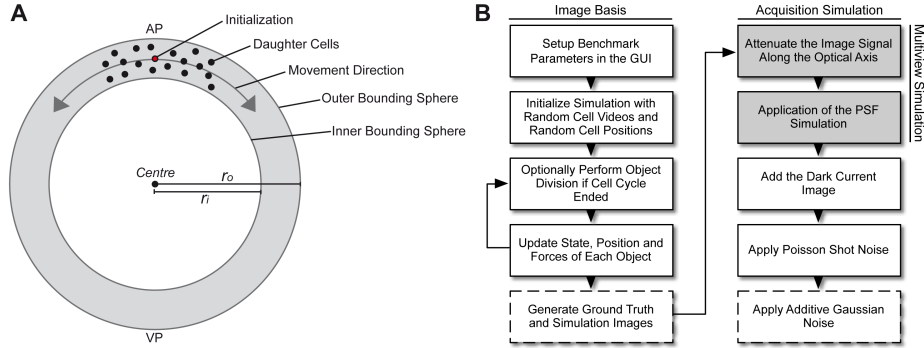 A
AP
Initialization
Daughter Cells
Movement Direction
Outer Bounding Sphere
Inner Bounding Sphere
Centre
ro
ri
VP
B
Image Basis
Setup Benchmark
Parameters in the GUI
Initialize Simulation with
Random Cell Videos and
Random Cell Positions
Optionally Perform Object
Division if Cell Cycle
Ended
Update State, Position and
Forces of Each Object
Generate Ground Truth
and Simulation Images
Acquisition Simulation
Attenuate the Image Signal
Along the Optical Axis
Application of the PSF
Simulation
Add the Dark Current
Image
Apply Poisson Shot Noise
Apply Additive Gaussian
Noise
Multiview Simulation